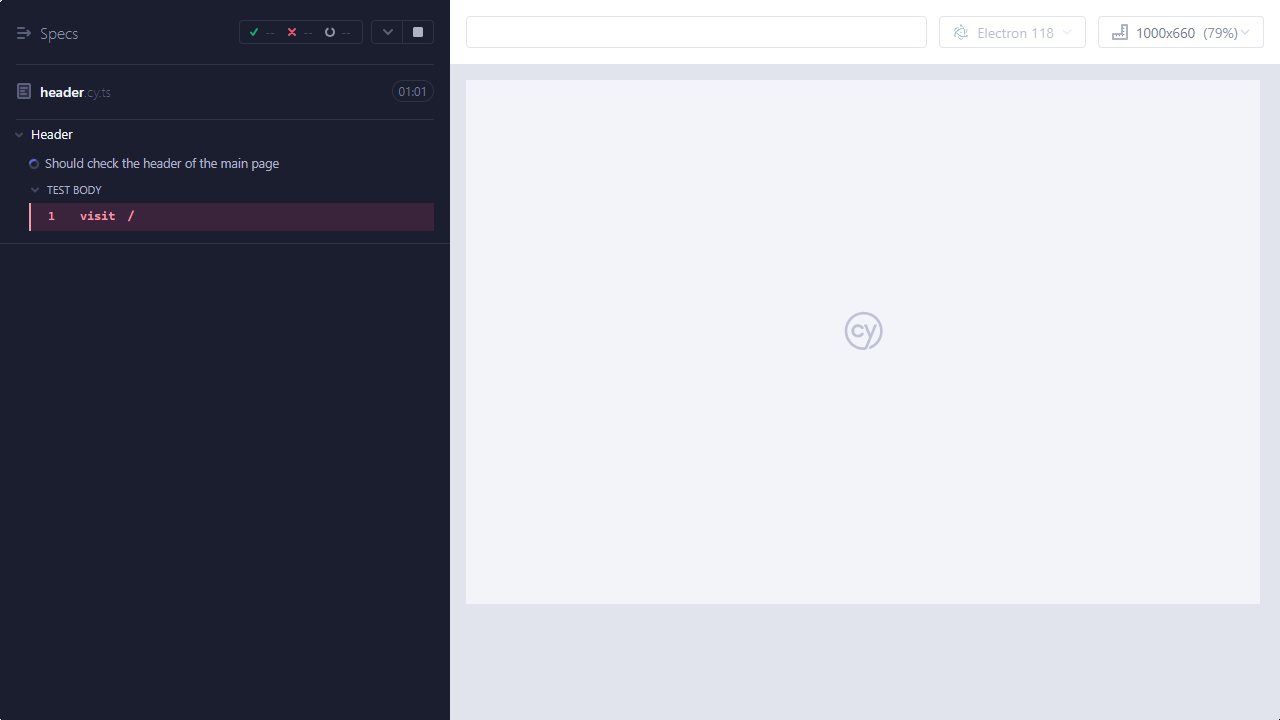 Specs
-- -- --
header.cy.ts 01:01
Header
Should check the header of the main page
TEST BODY
1 visit /
Electron 118
1000x660 (79%)
cy